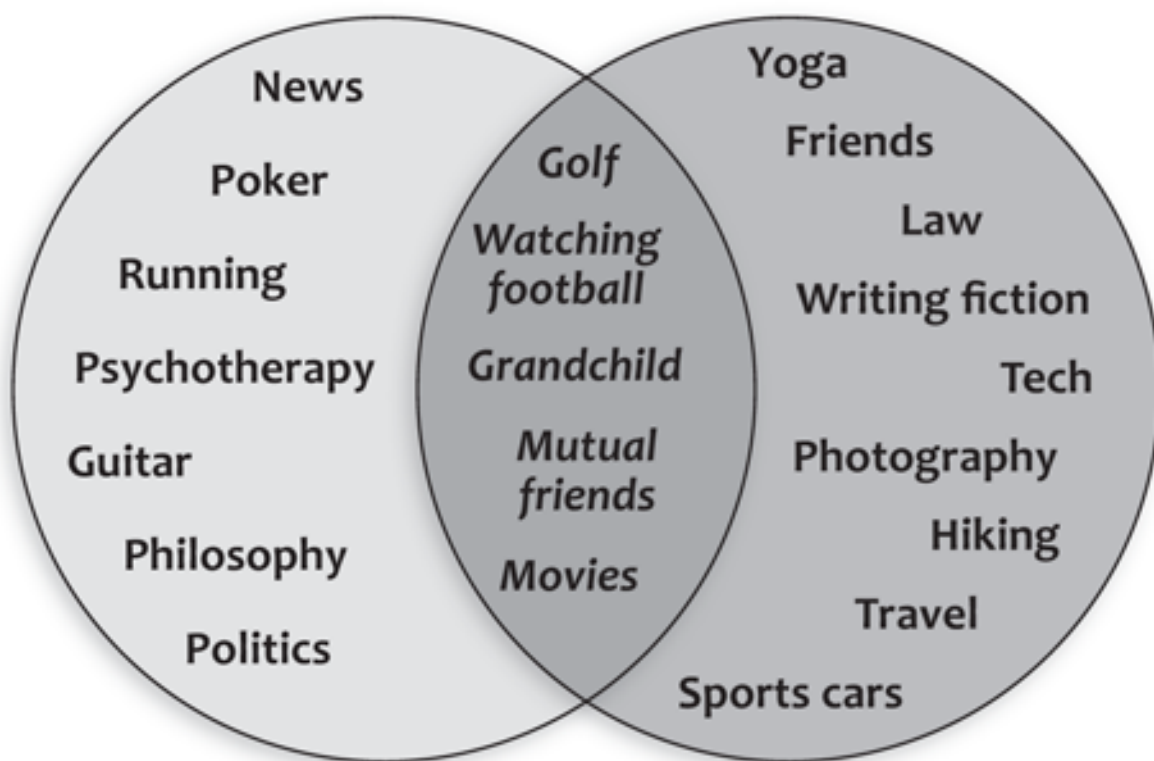 News
Poker
Running
Psychotherapy
Guitar
Philosophy
Politics
Golf
Watching
football
Grandchild
Mutual
friends
Movies
Yoga
Friends
Law
Writing fiction
Tech
Photography
Hiking
Travel
Sports cars